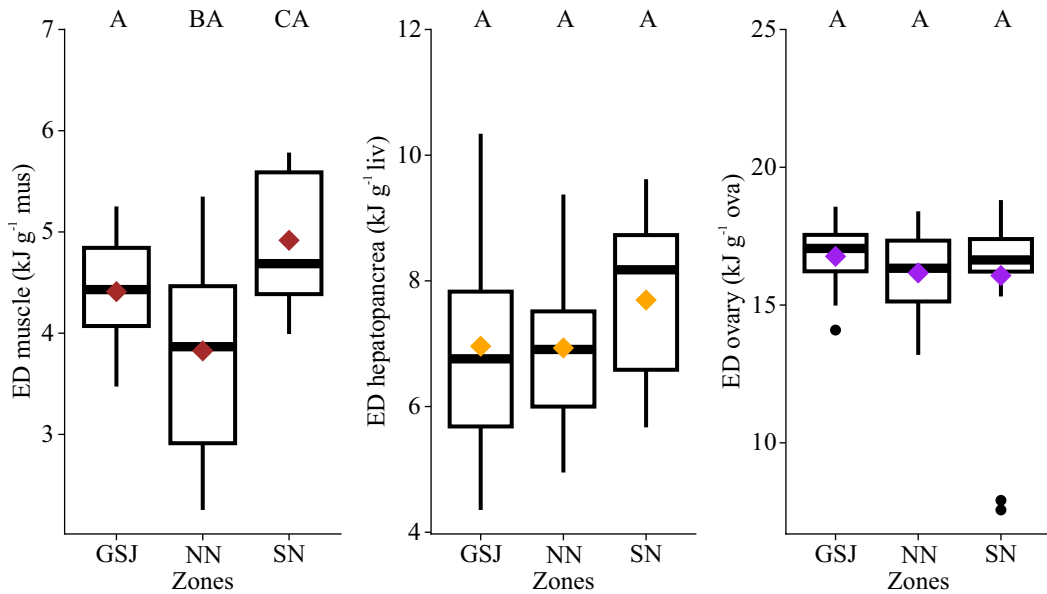 7
A
BA
CA
6
5
4
3
ED muscle (kJ g⁻¹ mus)
GSJ
NN
SN
Zones
12
A
A
A
10
8
6
4
ED hepatopancrea (kJ g⁻¹ liv)
GSJ
NN
SN
Zones
25
A
A
A
20
15
10
ED ovary (kJ g⁻¹ ova)
GSJ
NN
SN
Zones